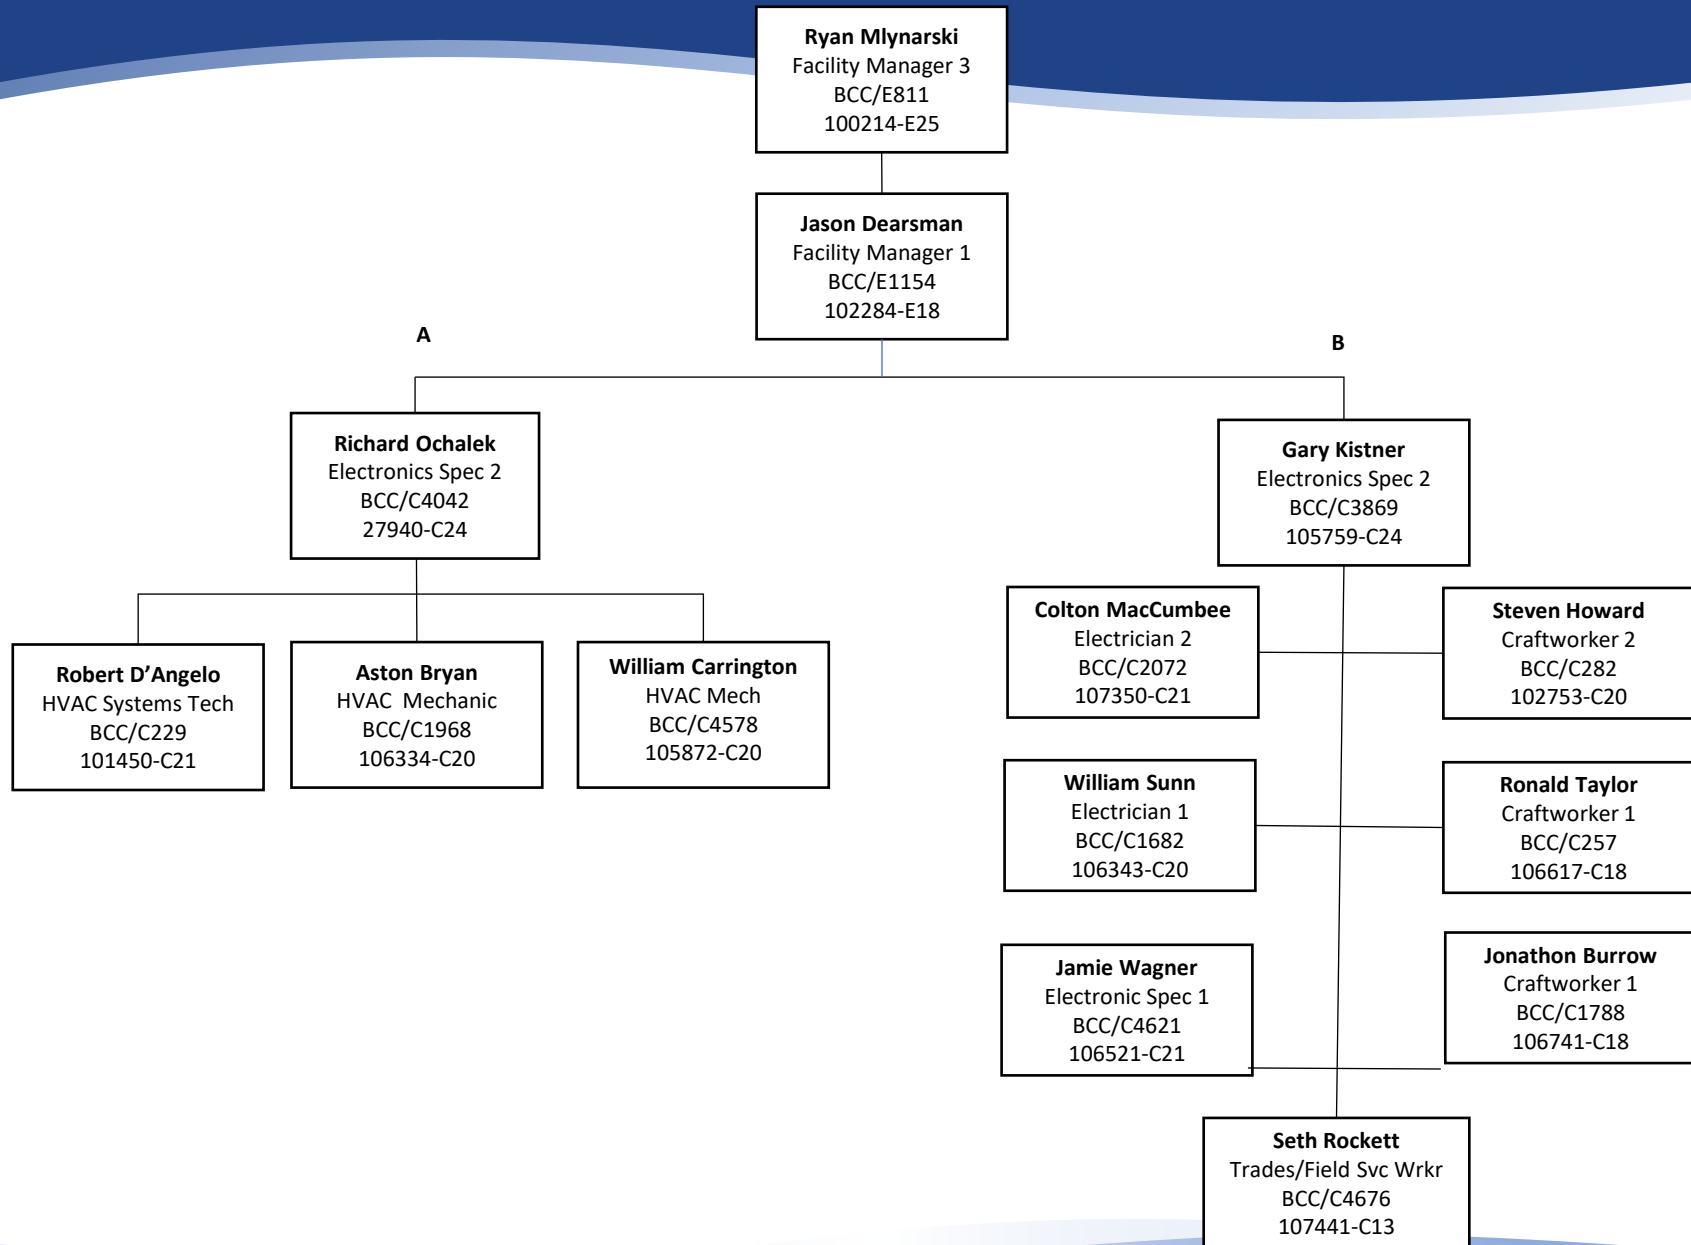 Ryan Mlynarski
Facility Manager 3
BCC/E811
100214-E25
Jason Dearsman
Facility Manager 1
BCC/E1154
102284-E18
A
B
Richard Ochalek
Electronics Spec 2
BCC/C4042
27940-C24
Gary Kistner
Electronics Spec 2
BCC/C3869
105759-C24
Robert D’Angelo
HVAC Systems Tech
BCC/C229
101450-C21
Aston Bryan
HVAC  Mechanic
BCC/C1968
106334-C20
William Carrington
HVAC Mech
BCC/C4578
105872-C20
Colton MacCumbee
Electrician 2
BCC/C2072
107350-C21
Steven Howard
Craftworker 2
BCC/C282
102753-C20
William Sunn
Electrician 1
BCC/C1682
106343-C20
Ronald Taylor
Craftworker 1
BCC/C257
106617-C18
Jamie Wagner
Electronic Spec 1
BCC/C4621
106521-C21
Jonathon Burrow
Craftworker 1
BCC/C1788
106741-C18
Seth Rockett
Trades/Field Svc Wrkr
BCC/C4676
107441-C13